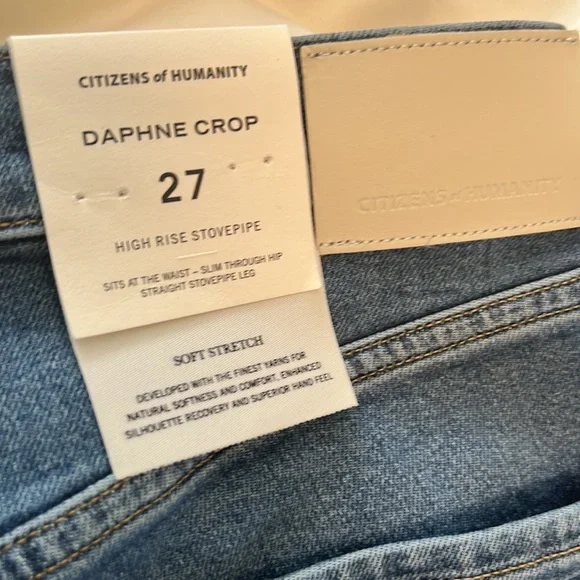 CITIZENS of HUMANITY
DAPHNE CROP
27
HIGH RISE STOVEPIPE
SITS AT THE WAIST – SLIM THROUGH HIP
STRAIGHT STOVEPIPE LEG
SOFT STRETCH
DEVELOPED WITH THE FINEST YARNS FOR
NATURAL SOFTNESS AND COMFORT, ENHANCED
SILHOUETTE RECOVERY AND SUPERIOR HAND FEEL
CITIZENS of HUMANITY